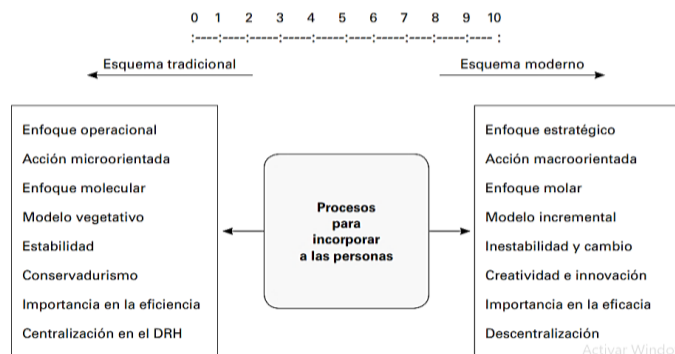 0 1 2 3 4 5 6 7 8 9 10
:----:----:----:----:----:----:----:----:----:---- :
Esquema tradicional
Esquema moderno
Enfoque operacional
Acción microorientada
Enfoque molecular
Modelo vegetativo
Estabilidad
Conservadurismo
Importancia en la eficiencia
Centralización en el DRH
Procesos
para
incorporar
a las personas
Enfoque estratégico
Acción macroorientada
Enfoque molar
Modelo incremental
Inestabilidad y cambio
Creatividad e innovación
Importancia en la eficacia
Descentralización
Activar Windo